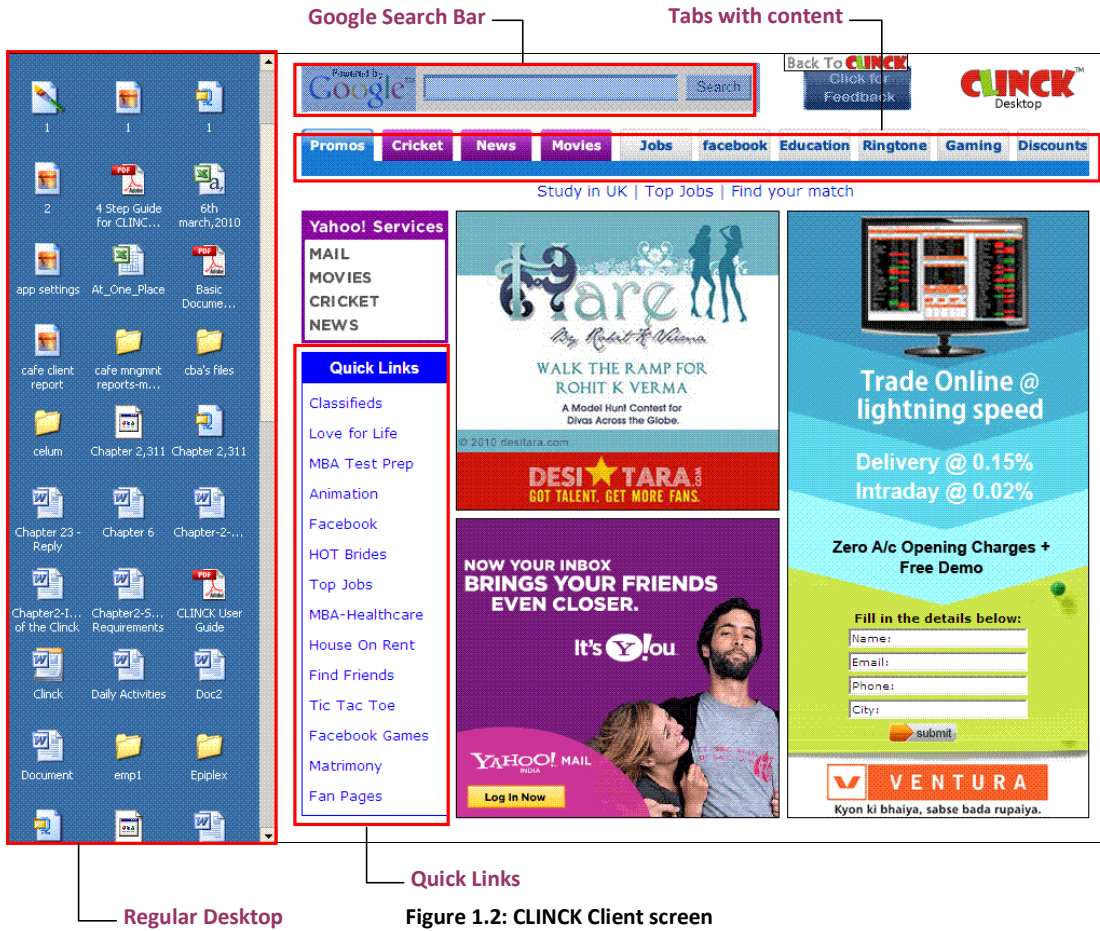 Google Search Bar
Tabs with content
Powered by
Google™
Search
Back To CLINCK
Click for
Feedback
CLINCK™
Desktop
Promos Cricket News Movies Jobs facebook Education Ringtone Gaming Discounts
Study in UK | Top Jobs | Find your match
1 1 1
2
4 Step Guide
for CLINC...
6th
march,2010
app settings
At_One_Place
Basic
Docume...
cafe client
report
cafe mngmnt
reports-m...
cba's files
celum
Chapter 2,311
Chapter 2,311
Chapter 23 -
Reply
Chapter 6
Chapter-2-...
Chapter2-I...
of the Clinck
Chapter2-S...
Requirements
CLINCK User
Guide
Clinck
Daily Activities
Doc2
Document
emp1
Epiplex
Yahoo! Services
MAIL
MOVIES
CRICKET
NEWS
Quick Links
Classifieds
Love for Life
MBA Test Prep
Animation
Facebook
HOT Brides
Top Jobs
MBA-Healthcare
House On Rent
Find Friends
Tic Tac Toe
Facebook Games
Matrimony
Fan Pages
Hare
By Rohit K Verma
WALK THE RAMP FOR
ROHIT K VERMA
A Model Hunt Contest for
Divas Across the Globe.
© 2010 desitara.com
DESI TARA.COM
GOT TALENT. GET MORE FANS.
NOW YOUR INBOX
BRINGS YOUR FRIENDS
EVEN CLOSER.
It's Y!ou
YAHOO! MAIL
INDIA
Log In Now
Trade Online @
lightning speed
Delivery @ 0.15%
Intraday @ 0.02%
Zero A/c Opening Charges +
Free Demo
Fill in the details below:
Name:
Email:
Phone:
City:
submit
VENTURA
Kyon ki bhaiya, sabse bada rupaiya.
Quick Links
Regular Desktop
Figure 1.2: CLINCK Client screen